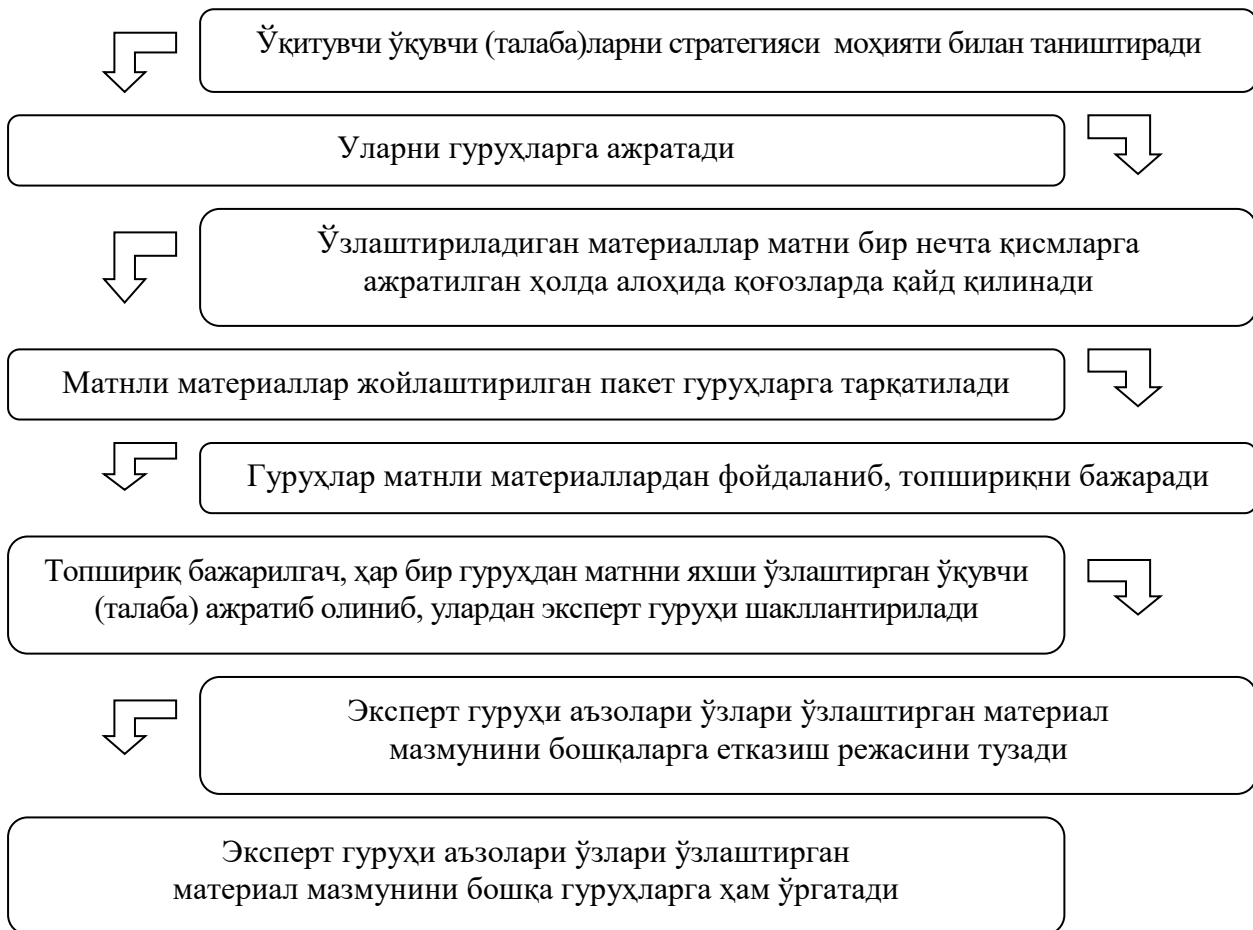 Ўқитувчи ўқувчи (талаба)ларни стратегияси моҳияти билан таништиради
Уларни гуруҳларга ажратади
Ўзлаштириладиган материаллар матни бир нечта қисмларга
ажратилган ҳолда алоҳида қоғозларда қайд қилинади
Матнли материаллар жойлаштирилган пакет гуруҳларга тарқатилади
Гуруҳлар матнли материаллардан фойдаланиб, топшириқни бажаради
Топшириқ бажарилгач, ҳар бир гуруҳдан матнни яхши ўзлаштирган ўқувчи
(талаба) ажратиб олиниб, улардан эксперт гуруҳи шакллантирилади
Эксперт гуруҳи аъзолари ўзлари ўзлаштирган материал
мазмунини бошқаларга етказиш режасини тузади
Эксперт гуруҳи аъзолари ўзлари ўзлаштирган
материал мазмунини бошқа гуруҳларга ҳам ўргатади